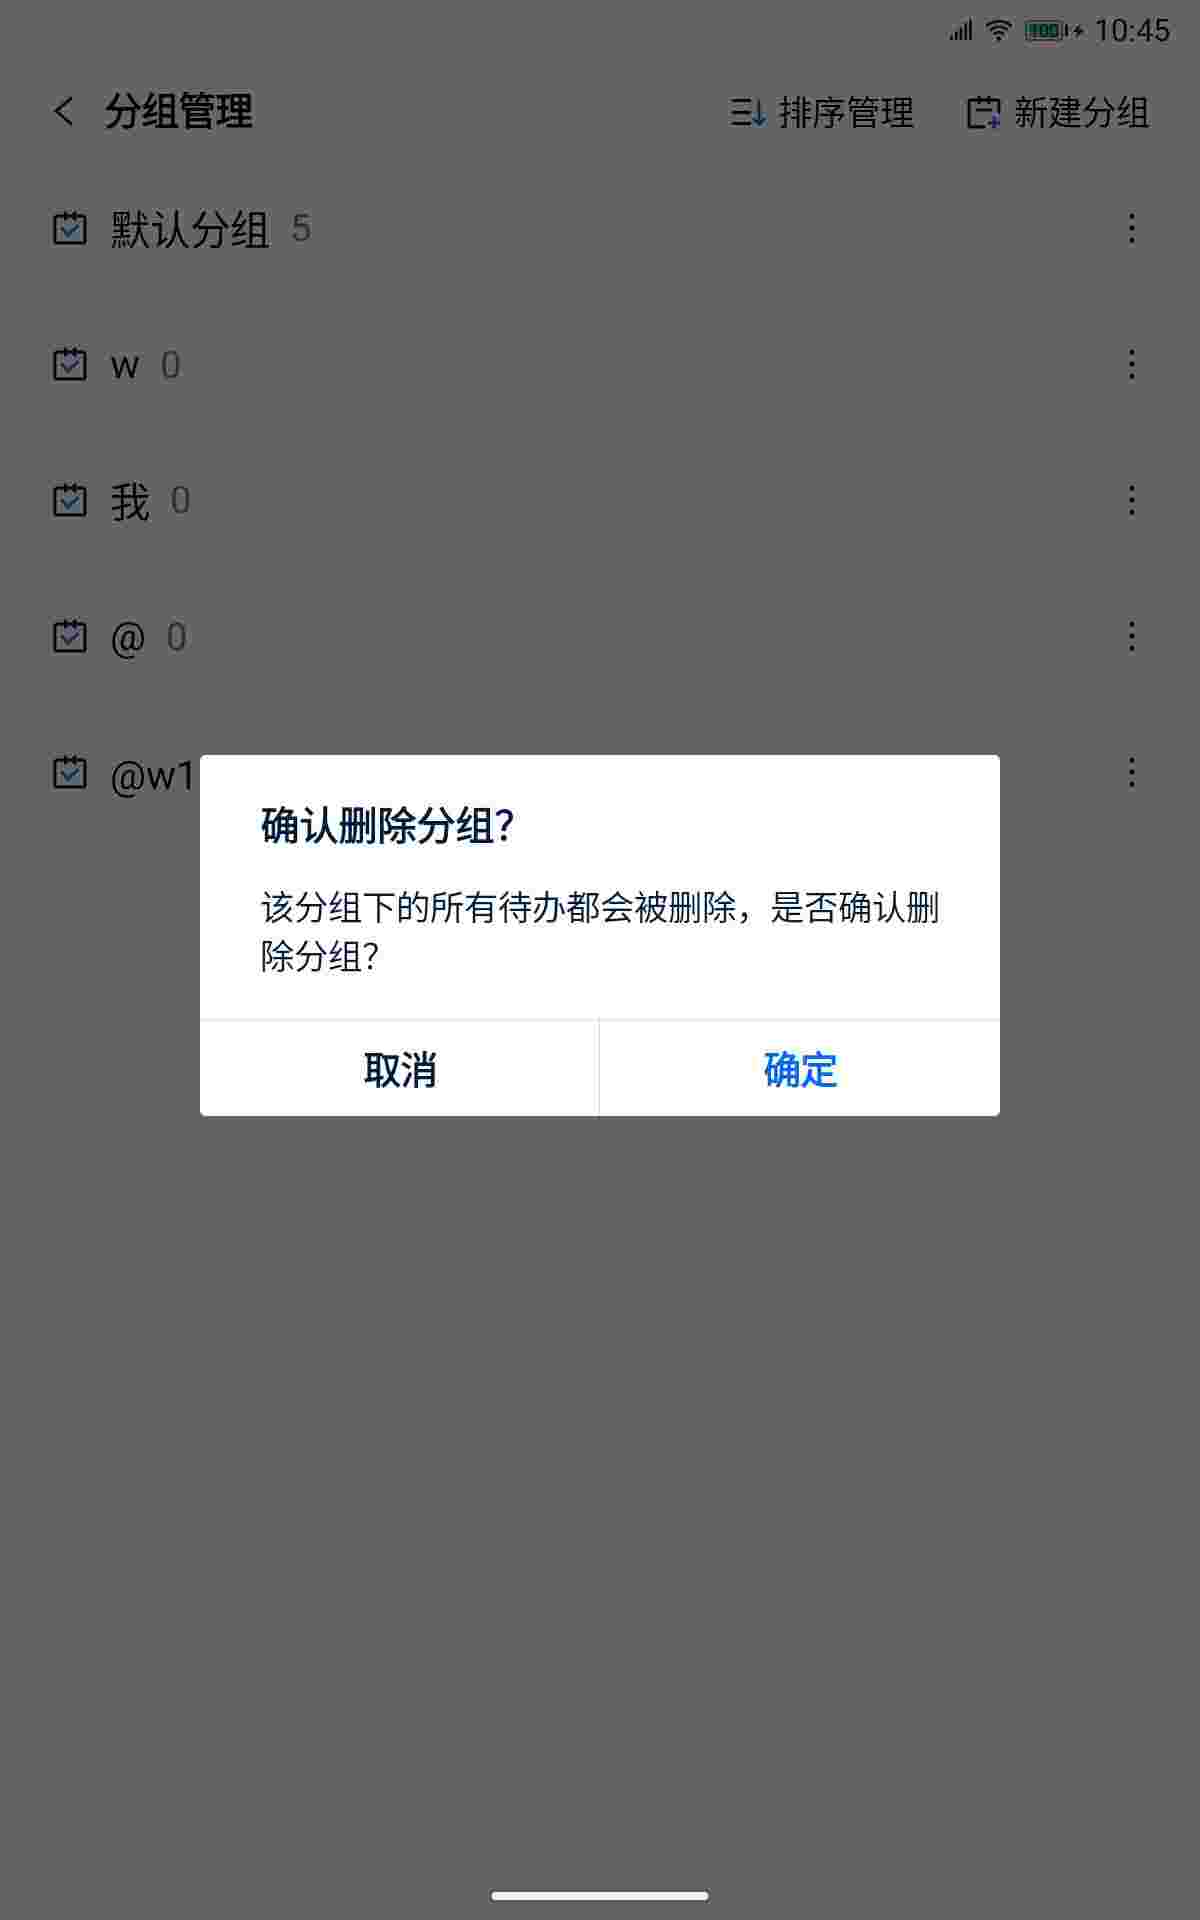 100 10:45
分组管理 排序管理 新建分组
默认分组 5
w 0
我 0
@ 0
@w1
确认删除分组？
该分组下的所有待办都会被删除，是否确认删
除分组？
取消 确定